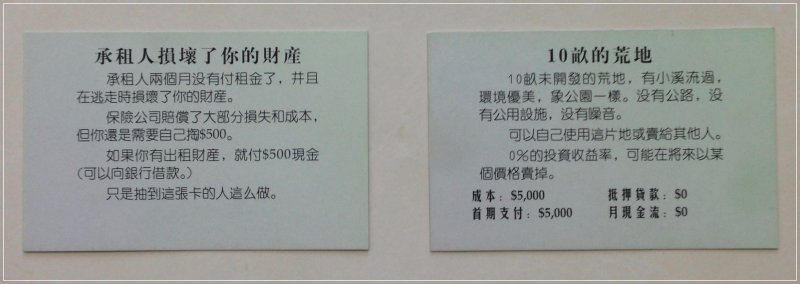 承租人損壞了你的財産
承租人兩個月没有付租金了，井且
在逃走時損壞了你的財産。
保險公司賠償了大部分損失和成本，
但你還是需要自己掏$500。
如果你有出租財産，就付$500現金
(可以向銀行借款。)
只是抽到這張卡的人這么做。
10畝的荒地
10畝未開發的荒地，有小溪流過，
環境優美，象公園一樣。没有公路，没
有公用設施，没有噪音。
可以自己使用這片地或賣給其他人。
0%的投資收益率，可能在將來以某
個價格賣掉。
成本：$5,000 抵押貸款：$0
首期支付：$5,000 月現金流：$0